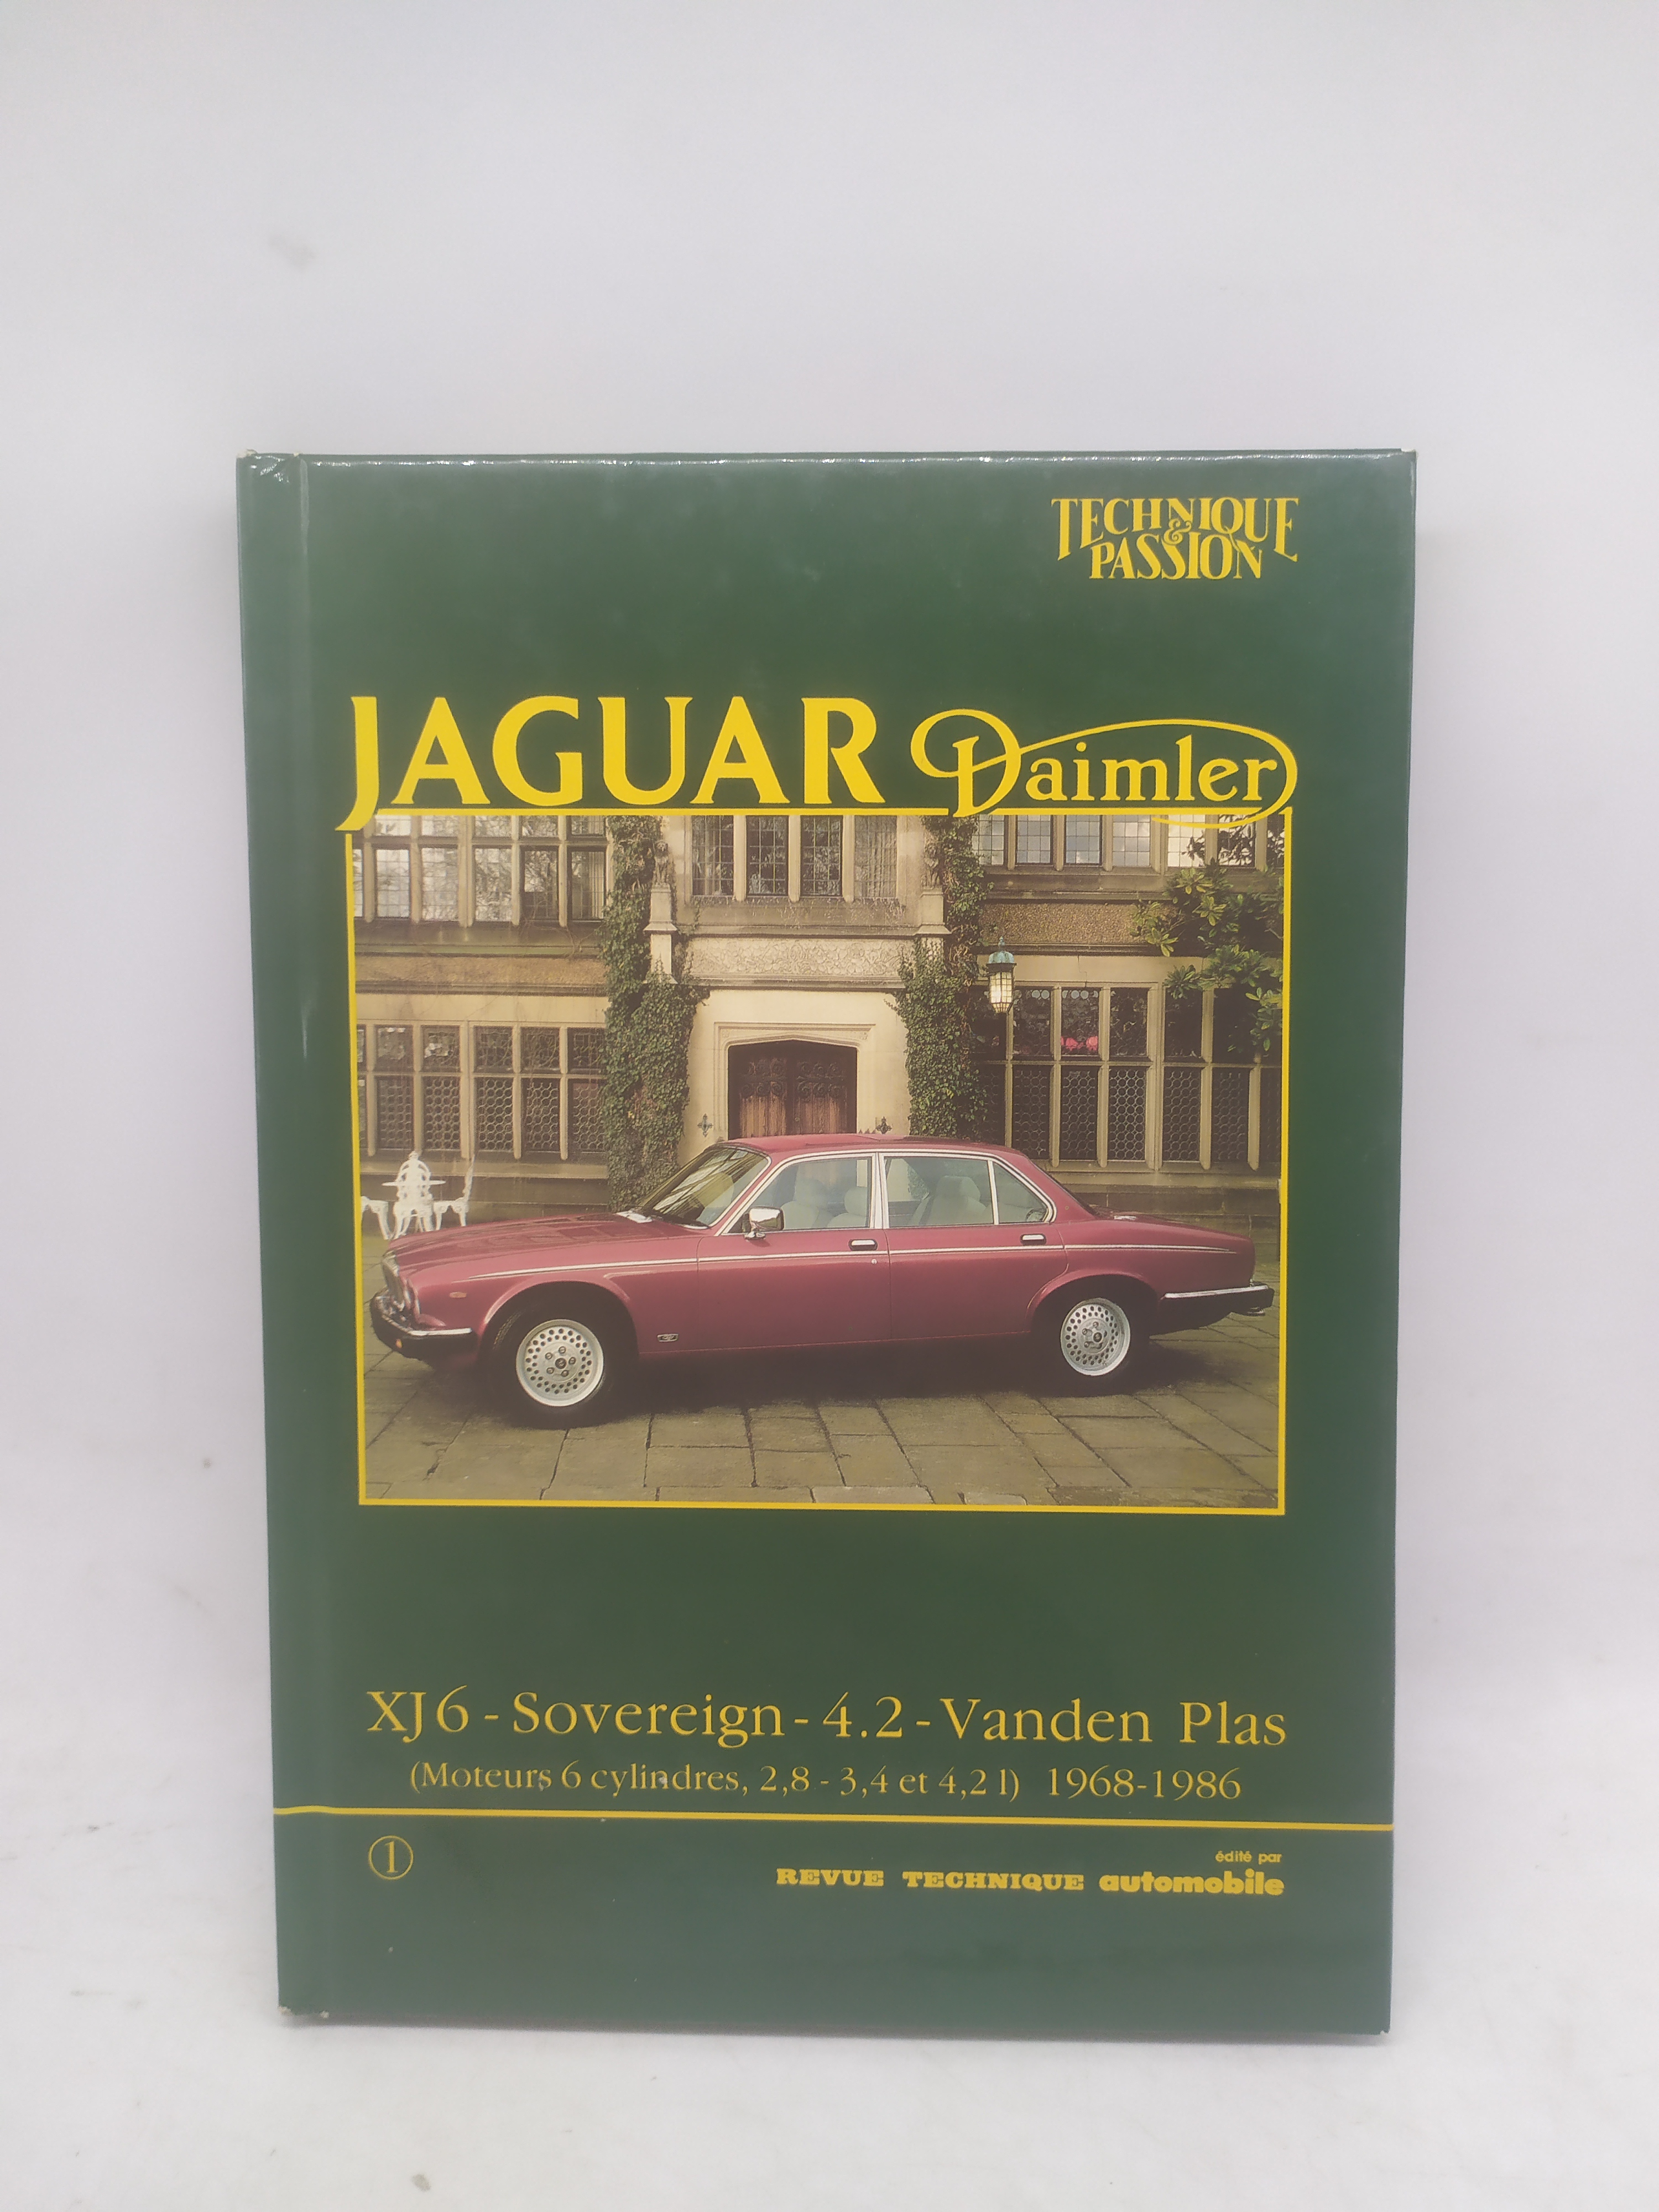 TECHNIQUE
& PASSION
JAGUAR Daimler
XJ6 - Sovereign - 4.2 - Vanden Plas
(Moteurs 6 cylindres, 2,8 - 3,4 et 4,2 l) 1968-1986
1
édité par
REVUE TECHNIQUE automobile